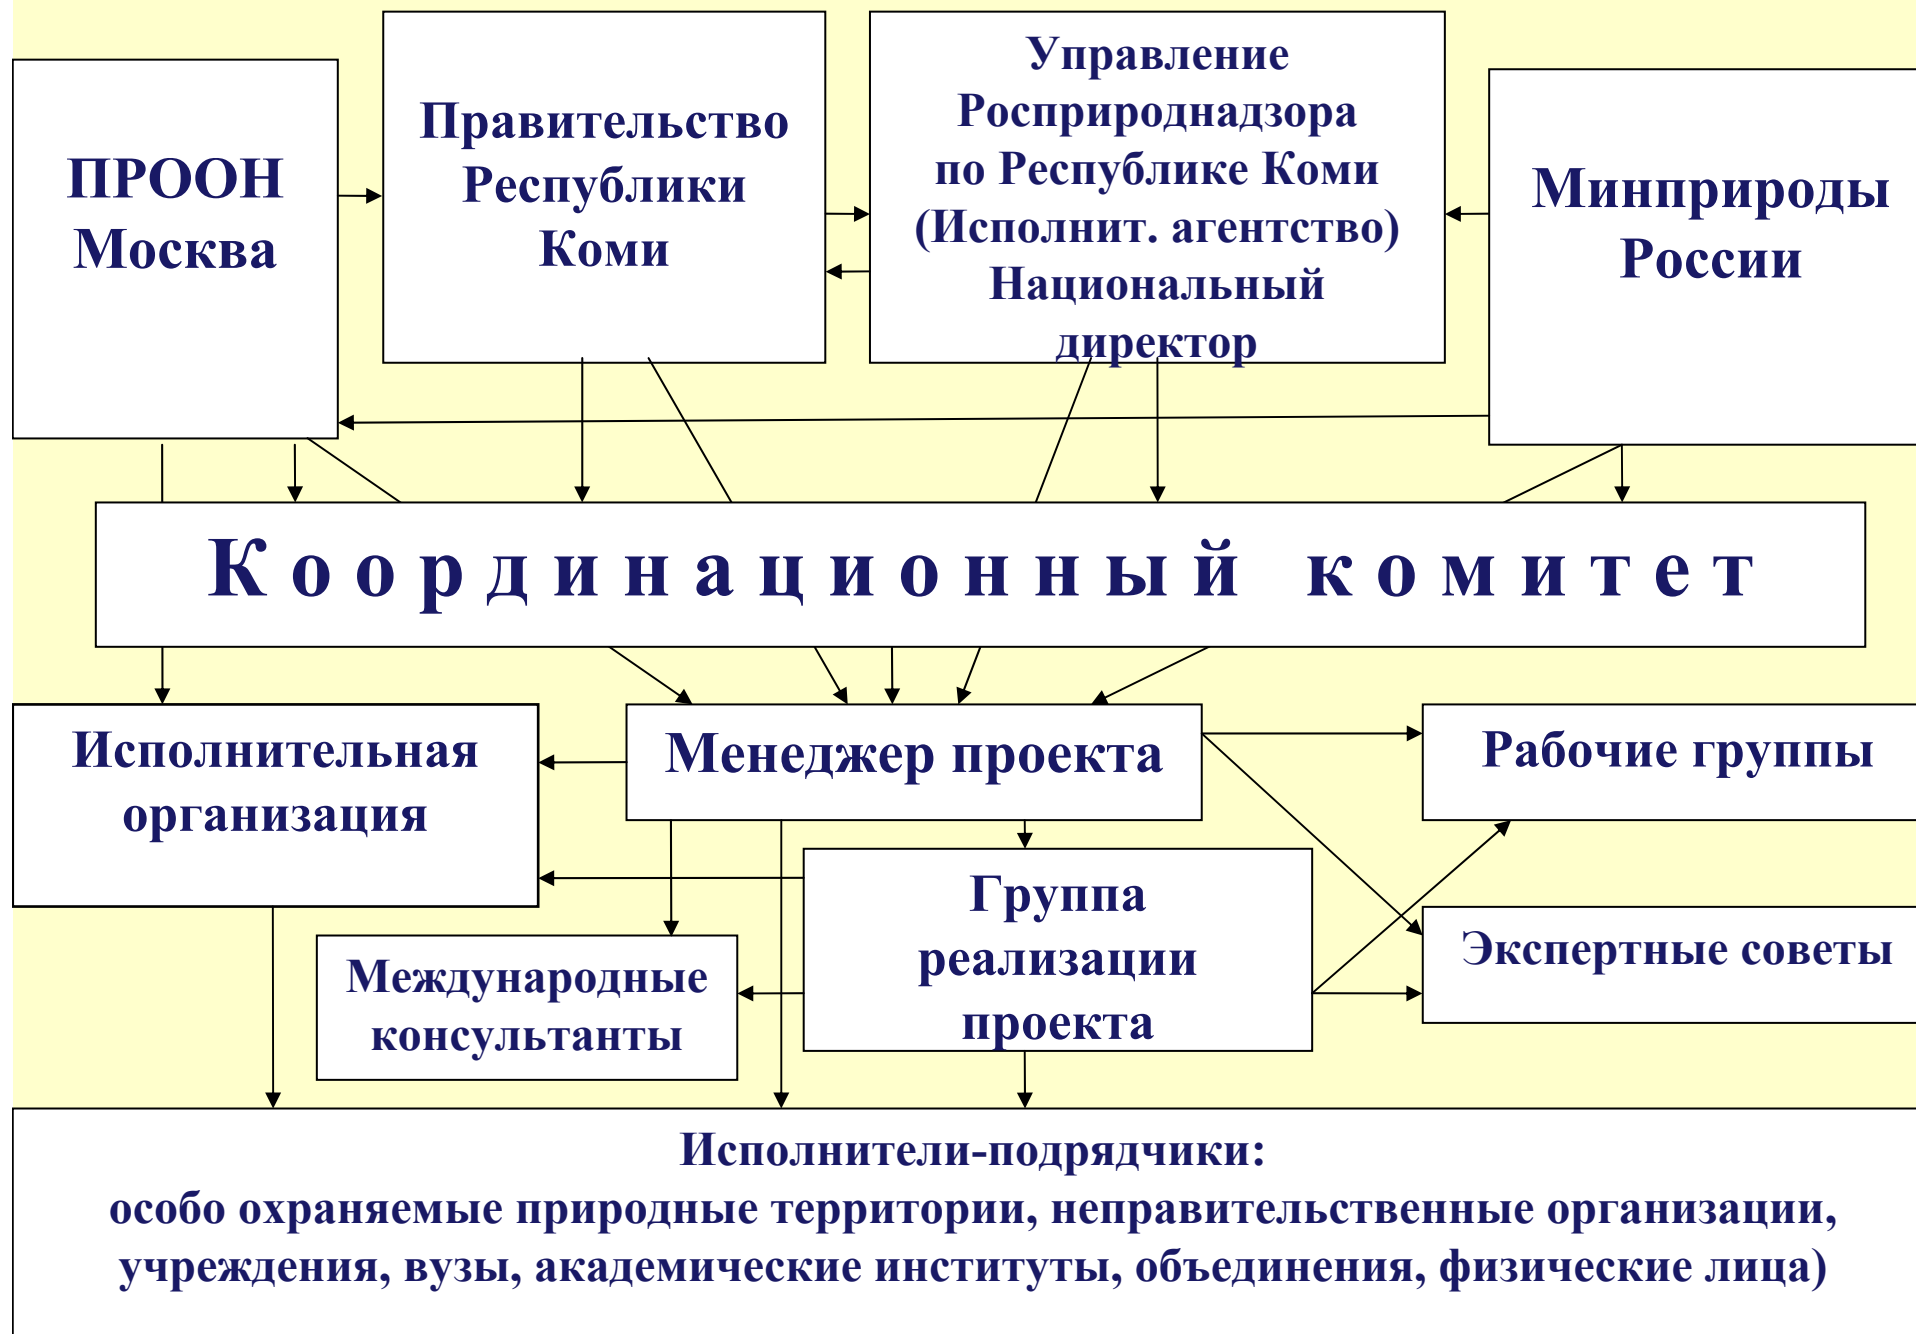 ПРООН
Москва
Правительство
Республики
Коми
Управление
Росприроднадзора
по Республике Коми
(Исполнит. агентство)
Национальный
директор
Минприроды
России
Координационный комитет
Исполнительная
организация
Менеджер проекта
Рабочие группы
Группа
реализации
проекта
Экспертные советы
Международные
консультанты
Исполнители-подрядчики:
особо охраняемые природные территории, неправительственные организации,
учреждения, вузы, академические институты, объединения, физические лица)